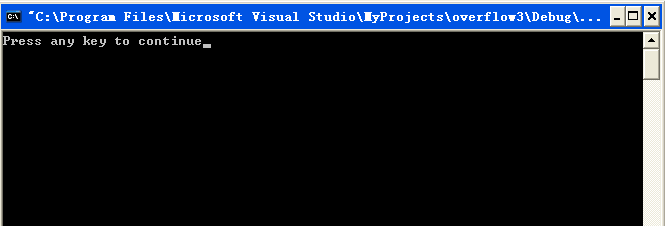 "C:\Program Files\Microsoft Visual Studio\MyProjects\overflow3\Debug\...
Press any key to continue